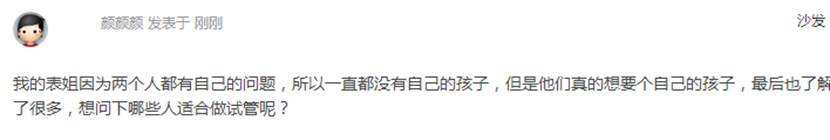 颜颜颜 发表于 刚刚
沙发
我的表姐因为两个人都有自己的问题，所以一直都没有自己的孩子，但是他们真的想要个自己的孩子，最后也了解
了很多，想问下哪些人适合做试管呢？